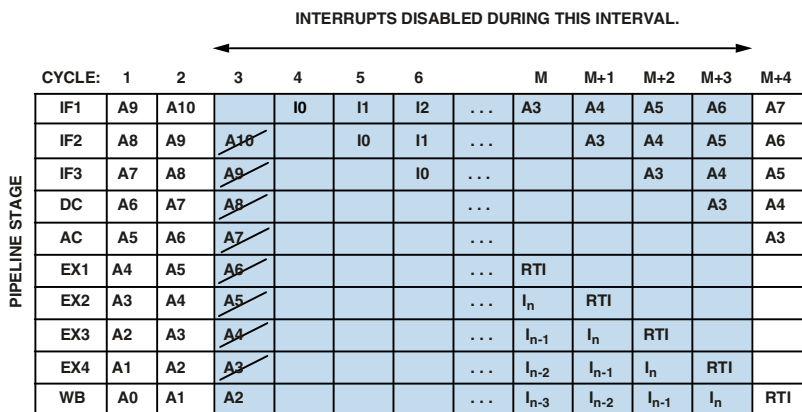 INTERRUPTS DISABLED DURING THIS INTERVAL.
CYCLE: 1 2 3 4 5 6 M M+1 M+2 M+3 M+4
PIPELINE STAGE
IF1 A9 A10 I0 I1 I2 . . . A3 A4 A5 A6 A7
IF2 A8 A9 A10 I0 I1 . . . A3 A4 A5 A6
IF3 A7 A8 A9 I0 . . . A3 A4 A5
DC A6 A7 A8 . . . A3 A4
AC A5 A6 A7 . . . A3
EX1 A4 A5 A6 . . . RTI
EX2 A3 A4 A5 . . . In RTI
EX3 A2 A3 A4 . . . In-1 In RTI
EX4 A1 A2 A3 . . . In-2 In-1 In RTI
WB A0 A1 A2 . . . In-3 In-2 In-1 In RTI